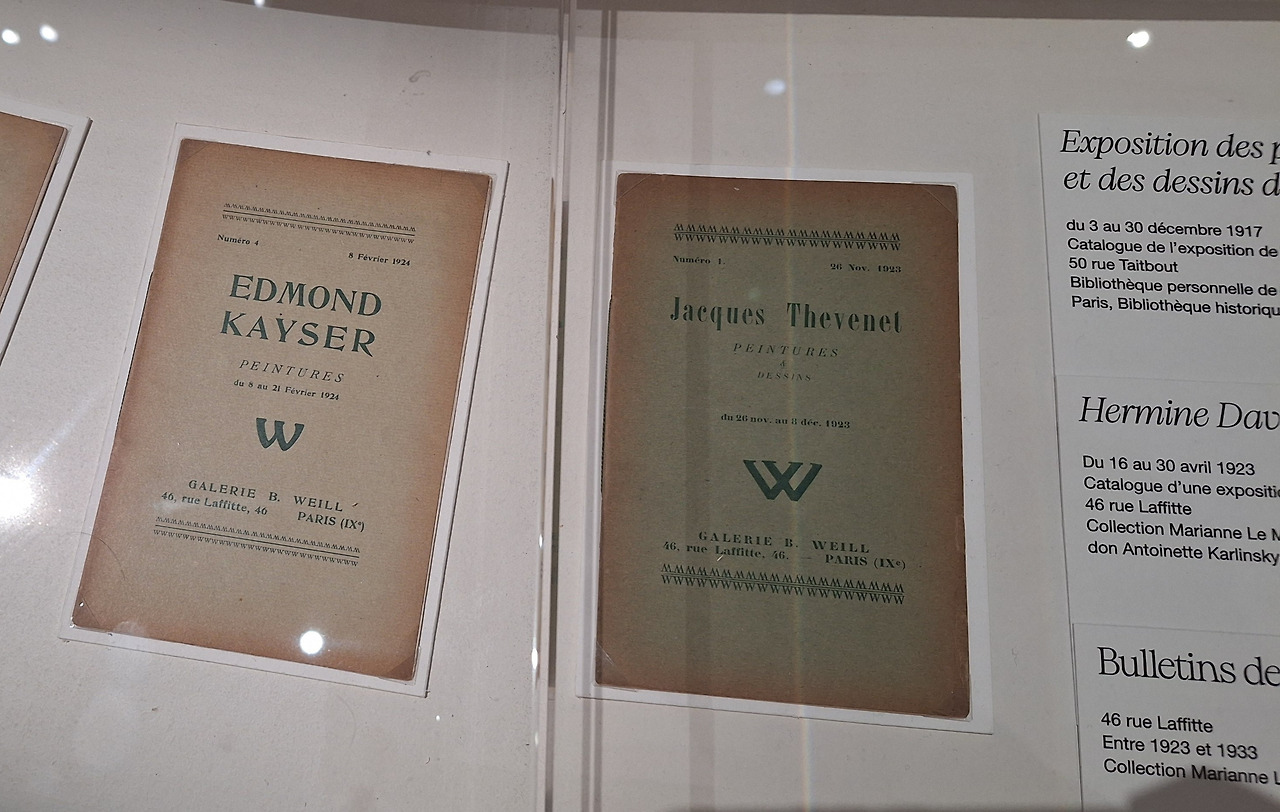 Numéro 4
8 Février 1924
EDMOND
KAYSER
PEINTURES
du 8 au 21 Février 1924
W
GALERIE B. WEILL
46, rue Laffitte, 46 PARIS (IXe)
Numéro 1.
26 Nov. 1923
Jacques Thevenet
PEINTURES
&
DESSINS
du 26 nov. au 8 déc. 1923
W
GALERIE B. WEILL
46, rue Laffitte, 46. — PARIS (IXe)
Exposition des p
et des dessins d
du 3 au 30 décembre 1917
Catalogue de l'exposition de
50 rue Taitbout
Bibliothèque personnelle de
Paris, Bibliothèque historiqu
Hermine Dav
Du 16 au 30 avril 1923
Catalogue d'une expositi
46 rue Laffitte
Collection Marianne Le M
don Antoinette Karlinsky
Bulletins de
46 rue Laffitte
Entre 1923 et 1933
Collection Marianne L